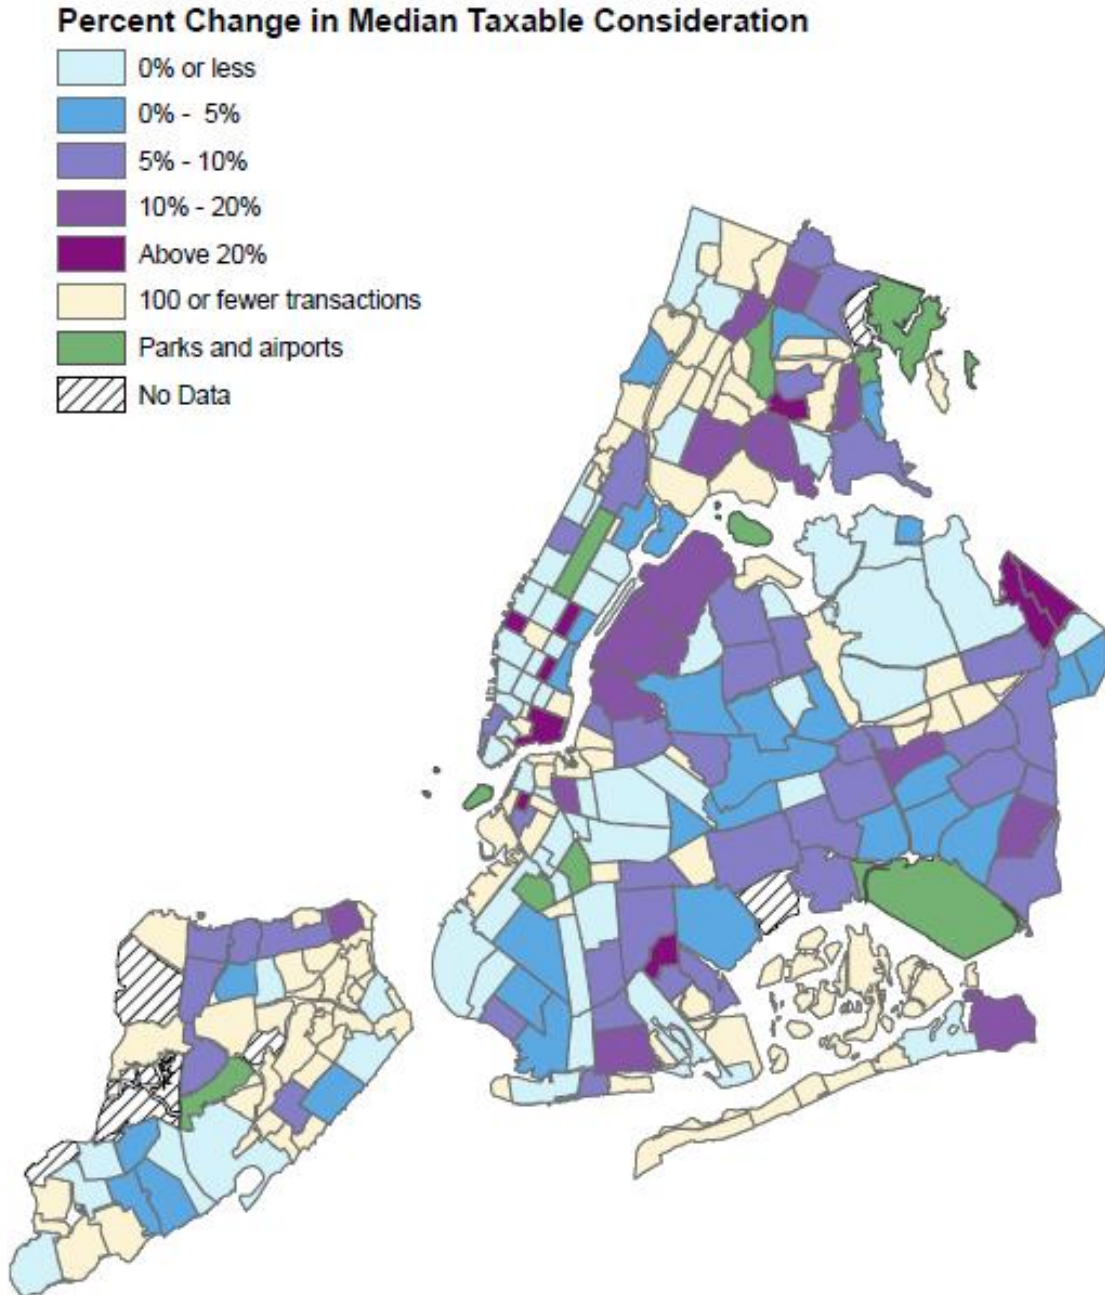 Percent Change in Median Taxable Consideration
0% or less
0% - 5%
5% - 10%
10% - 20%
Above 20%
100 or fewer transactions
Parks and airports
No Data